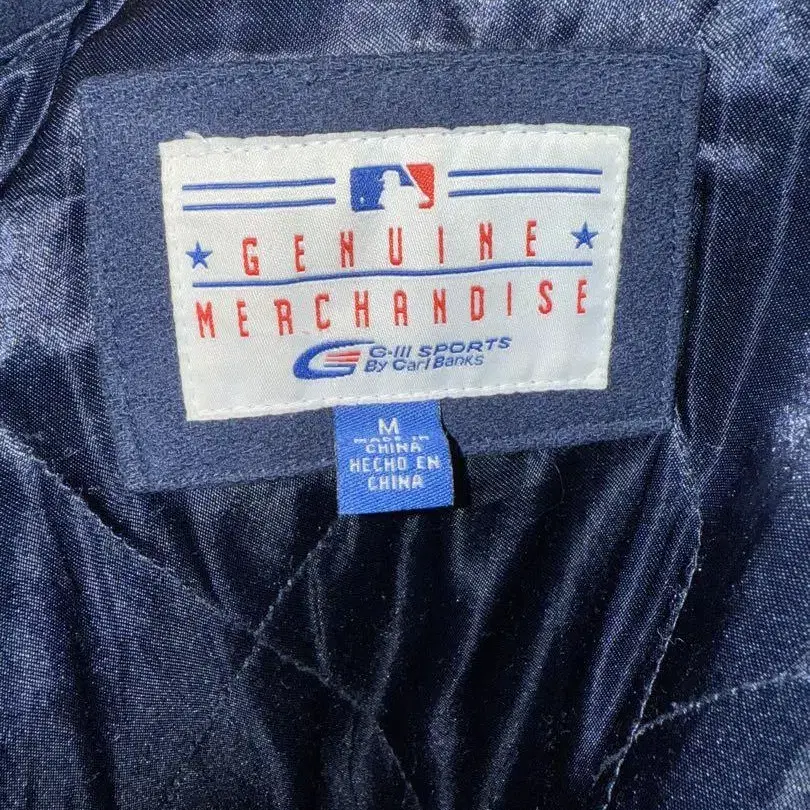 GENUINE
MERCHANDISE
G-III SPORTS
By Carl Banks
M
MADE IN
CHINA
HECHO EN
CHINA